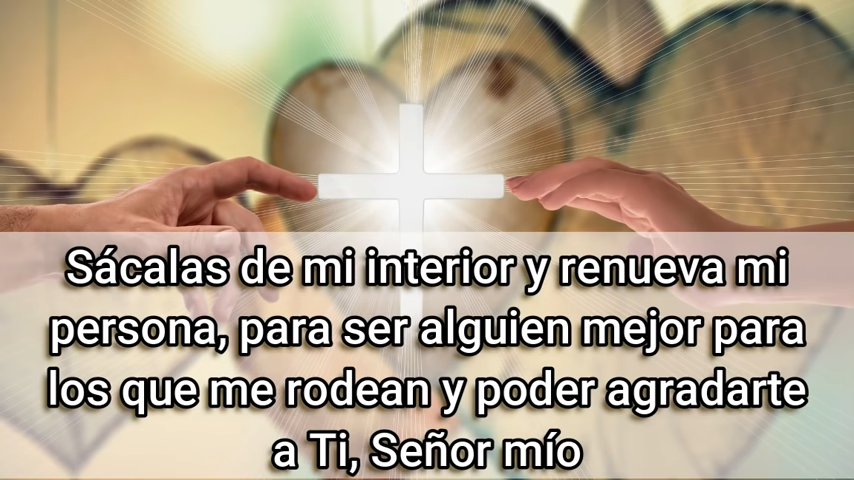 Sácalas de mi interior y renueva mi
persona, para ser alguien mejor para
los que me rodean y poder agradarte
a Ti, Señor mío